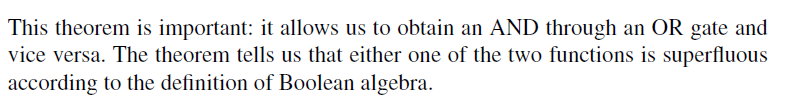 This theorem is important: it allows us to obtain an AND through an OR gate and
vice versa. The theorem tells us that either one of the two functions is superfluous
according to the definition of Boolean algebra.